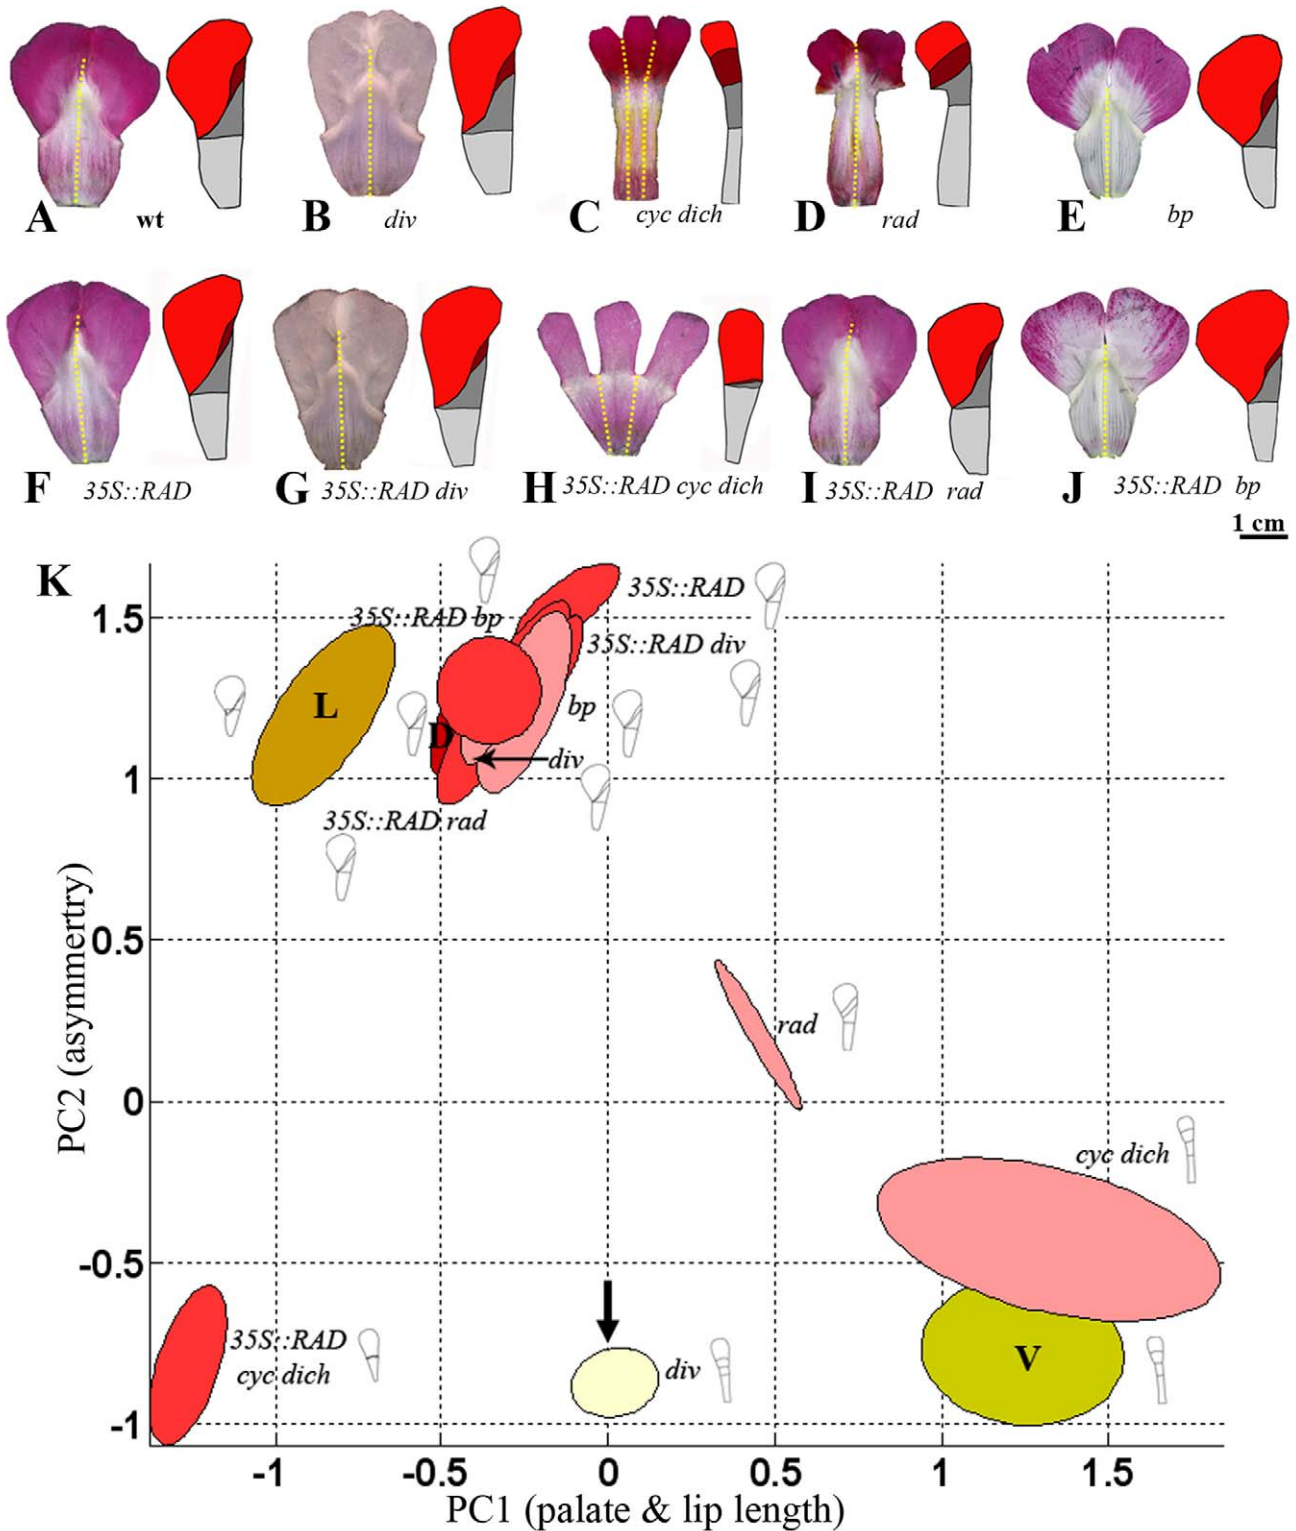 A wt
B div
C cyc dich
D rad
E bp
F 35S::RAD
G 35S::RAD div
H 35S::RAD cyc dich
I 35S::RAD rad
J 35S::RAD bp
1 cm
K
35S::RAD
35S::RAD bp
35S::RAD div
L
bp
D
div
35S::RAD rad
rad
cyc dich
35S::RAD
cyc dich
div
V
1.5
1
0.5
0
-0.5
-1
PC2 (asymmertry)
-1 -0.5 0 0.5 1 1.5
PC1 (palate & lip length)